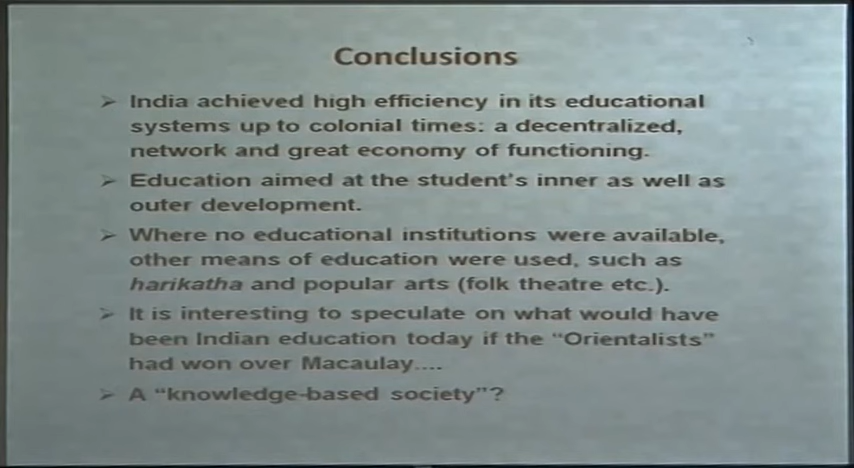 Conclusions
➢ India achieved high efficiency in its educational
systems up to colonial times: a decentralized,
network and great economy of functioning.
➢ Education aimed at the student's inner as well as
outer development.
➢ Where no educational institutions were available,
other means of education were used, such as
harikatha and popular arts (folk theatre etc.).
➢ It is interesting to speculate on what would have
been Indian education today if the "Orientalists"
had won over Macaulay....
➢ A "knowledge-based society"?